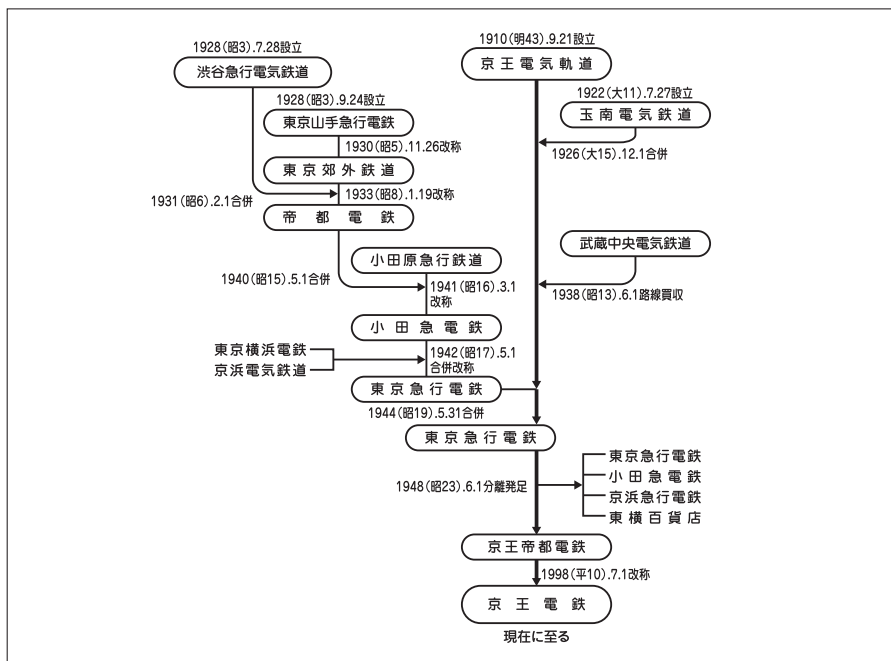 1928(昭3).7.28設立
渋谷急行電気鉄道
1928(昭3).9.24設立
東京山手急行電鉄
1930(昭5).11.26改称
東京郊外鉄道
1931(昭6).2.1合併
1933(昭8).1.19改称
帝都電鉄
小田原急行鉄道
1940(昭15).5.1合併
1941(昭16).3.1
改称
小田急電鉄
東京横浜電鉄
京浜電気鉄道
1942(昭17).5.1
合併改称
東京急行電鉄
1910(明43).9.21設立
京王電気軌道
1922(大11).7.27設立
玉南電気鉄道
1926(大15).12.1合併
武蔵中央電気鉄道
1938(昭13).6.1路線買収
1944(昭19).5.31合併
東京急行電鉄
1948(昭23).6.1分離発足
東京急行電鉄
小田急電鉄
京浜急行電鉄
東横百貨店
京王帝都電鉄
1998(平10).7.1改称
京王電鉄
現在に至る